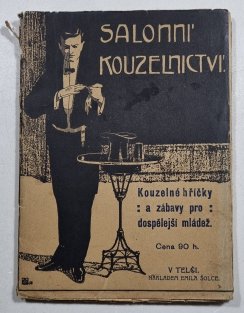 SALONNÍ
KOUZELNICTVÍ.
Kouzelné hříčky
: a zábavy pro :
dospělejší mládež.
Cena 90 h.
V TELČI.
NÁKLADEM EMILA ŠOLCE.